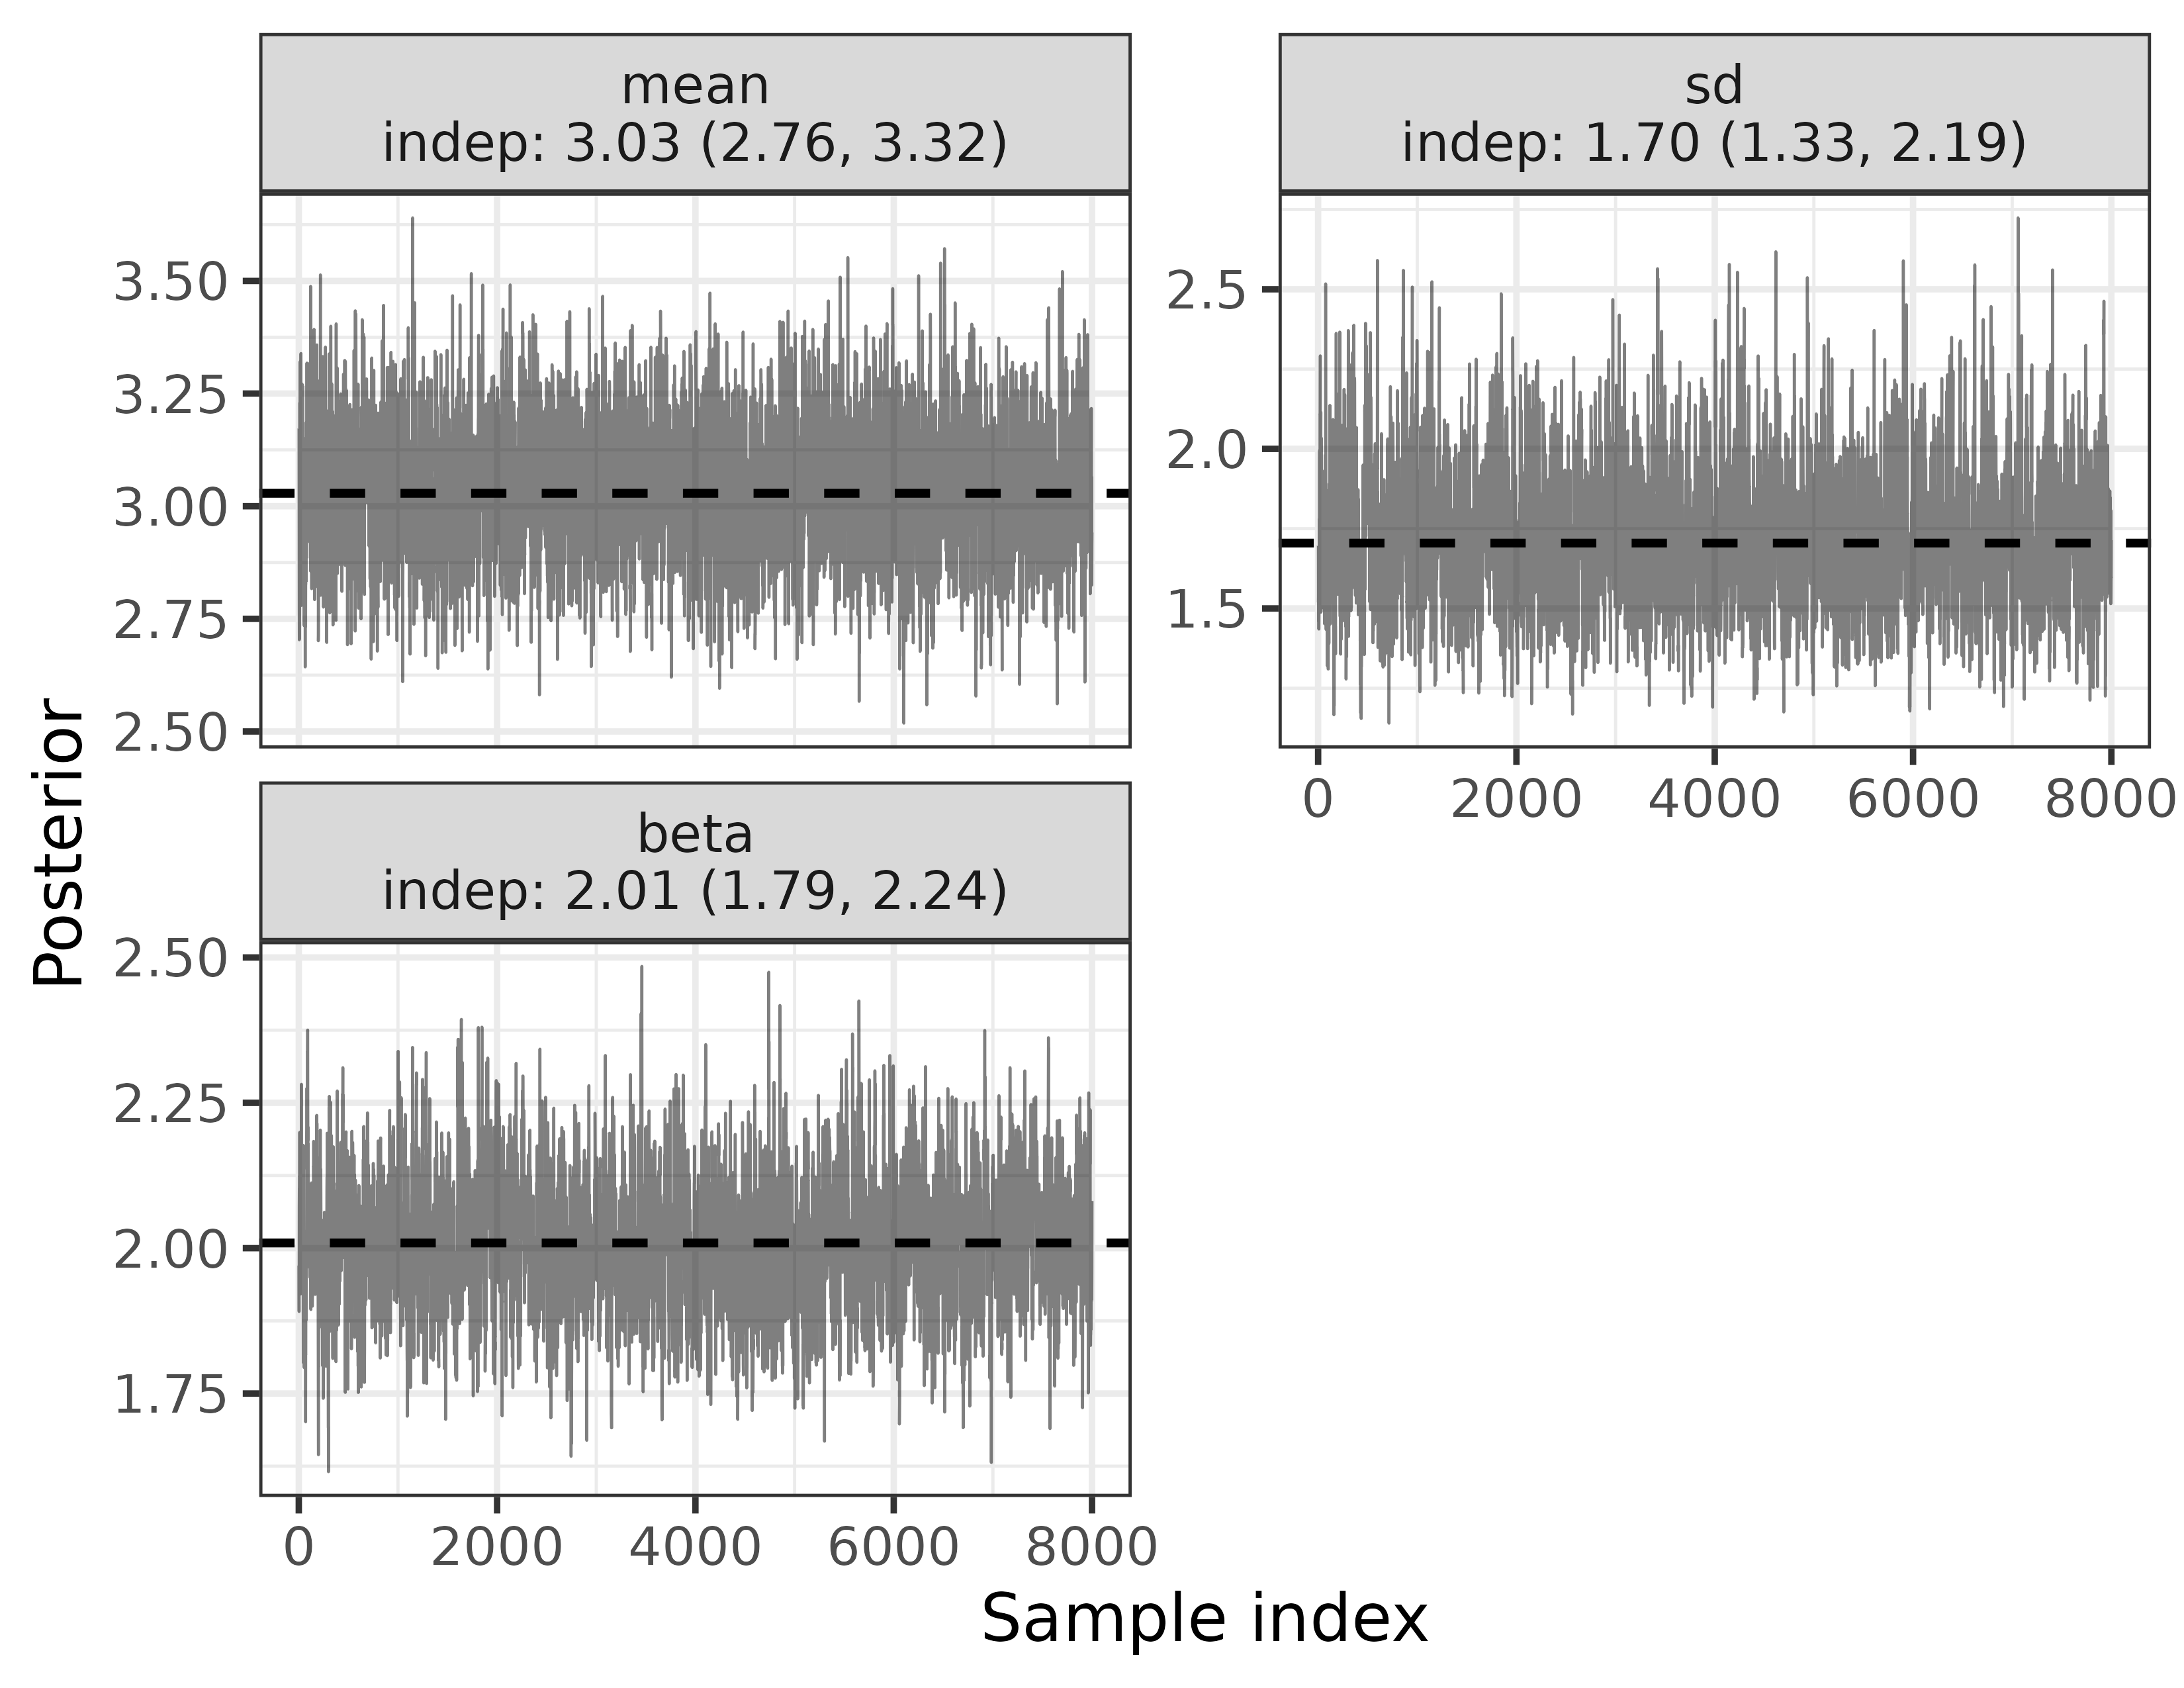 mean
indep: 3.03 (2.76, 3.32)
3.50
3.25
3.00
2.75
2.50
sd
indep: 1.70 (1.33, 2.19)
2.5
2.0
1.5
0 2000 4000 6000 8000
beta
indep: 2.01 (1.79, 2.24)
2.50
2.25
2.00
1.75
0 2000 4000 6000 8000
Posterior
Sample index